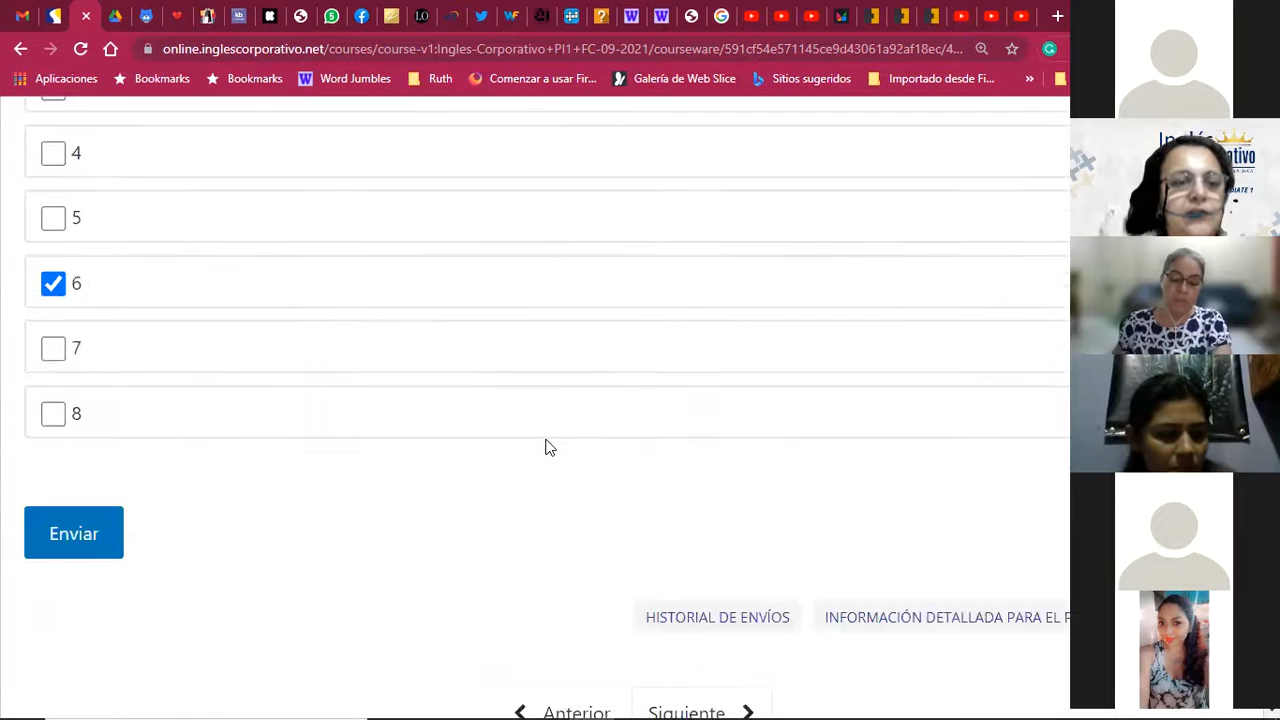 online.inglescorporativo.net/courses/course-v1:Ingles-Corporativo+PI1+FC-09-2021/courseware/591cf54e571145ce9d43061a92af18ec/4...
Aplicaciones Bookmarks Bookmarks Word Jumbles Ruth Comenzar a usar Fir... Galería de Web Slice Sitios sugeridos Importado desde Fi... »
4
5
6
7
8
Enviar
HISTORIAL DE ENVÍOS INFORMACIÓN DETALLADA PARA EL P
Anterior Siguiente